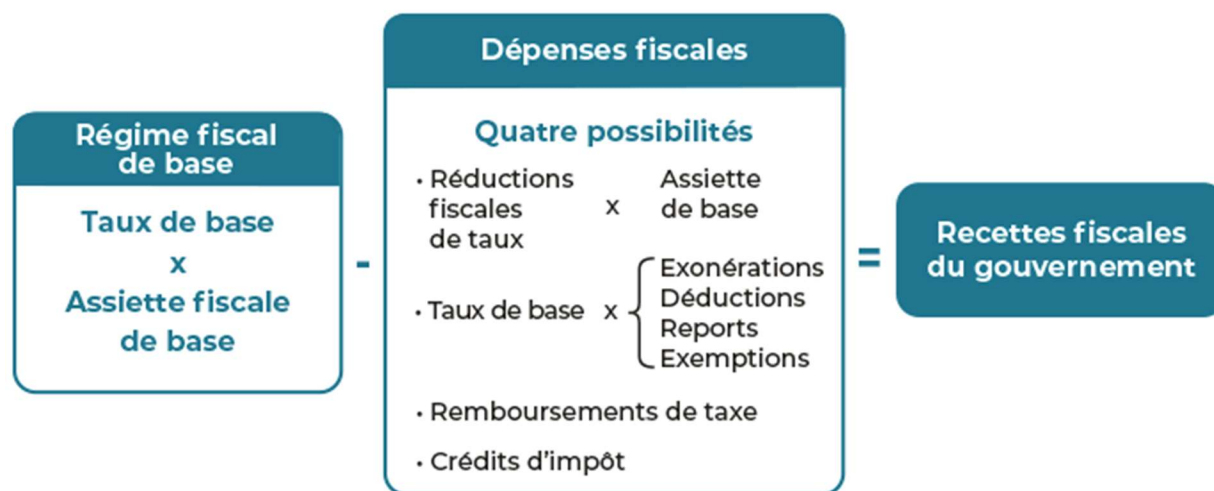 Régime fiscal
de base
Taux de base
x
Assiette fiscale
de base
-
Dépenses fiscales
Quatre possibilités
· Réductions
fiscales
de taux
x
Assiette
de base
· Taux de base x
Exonérations
Déductions
Reports
Exemptions
· Remboursements de taxe
· Crédits d'impôt
=
Recettes fiscales
du gouvernement